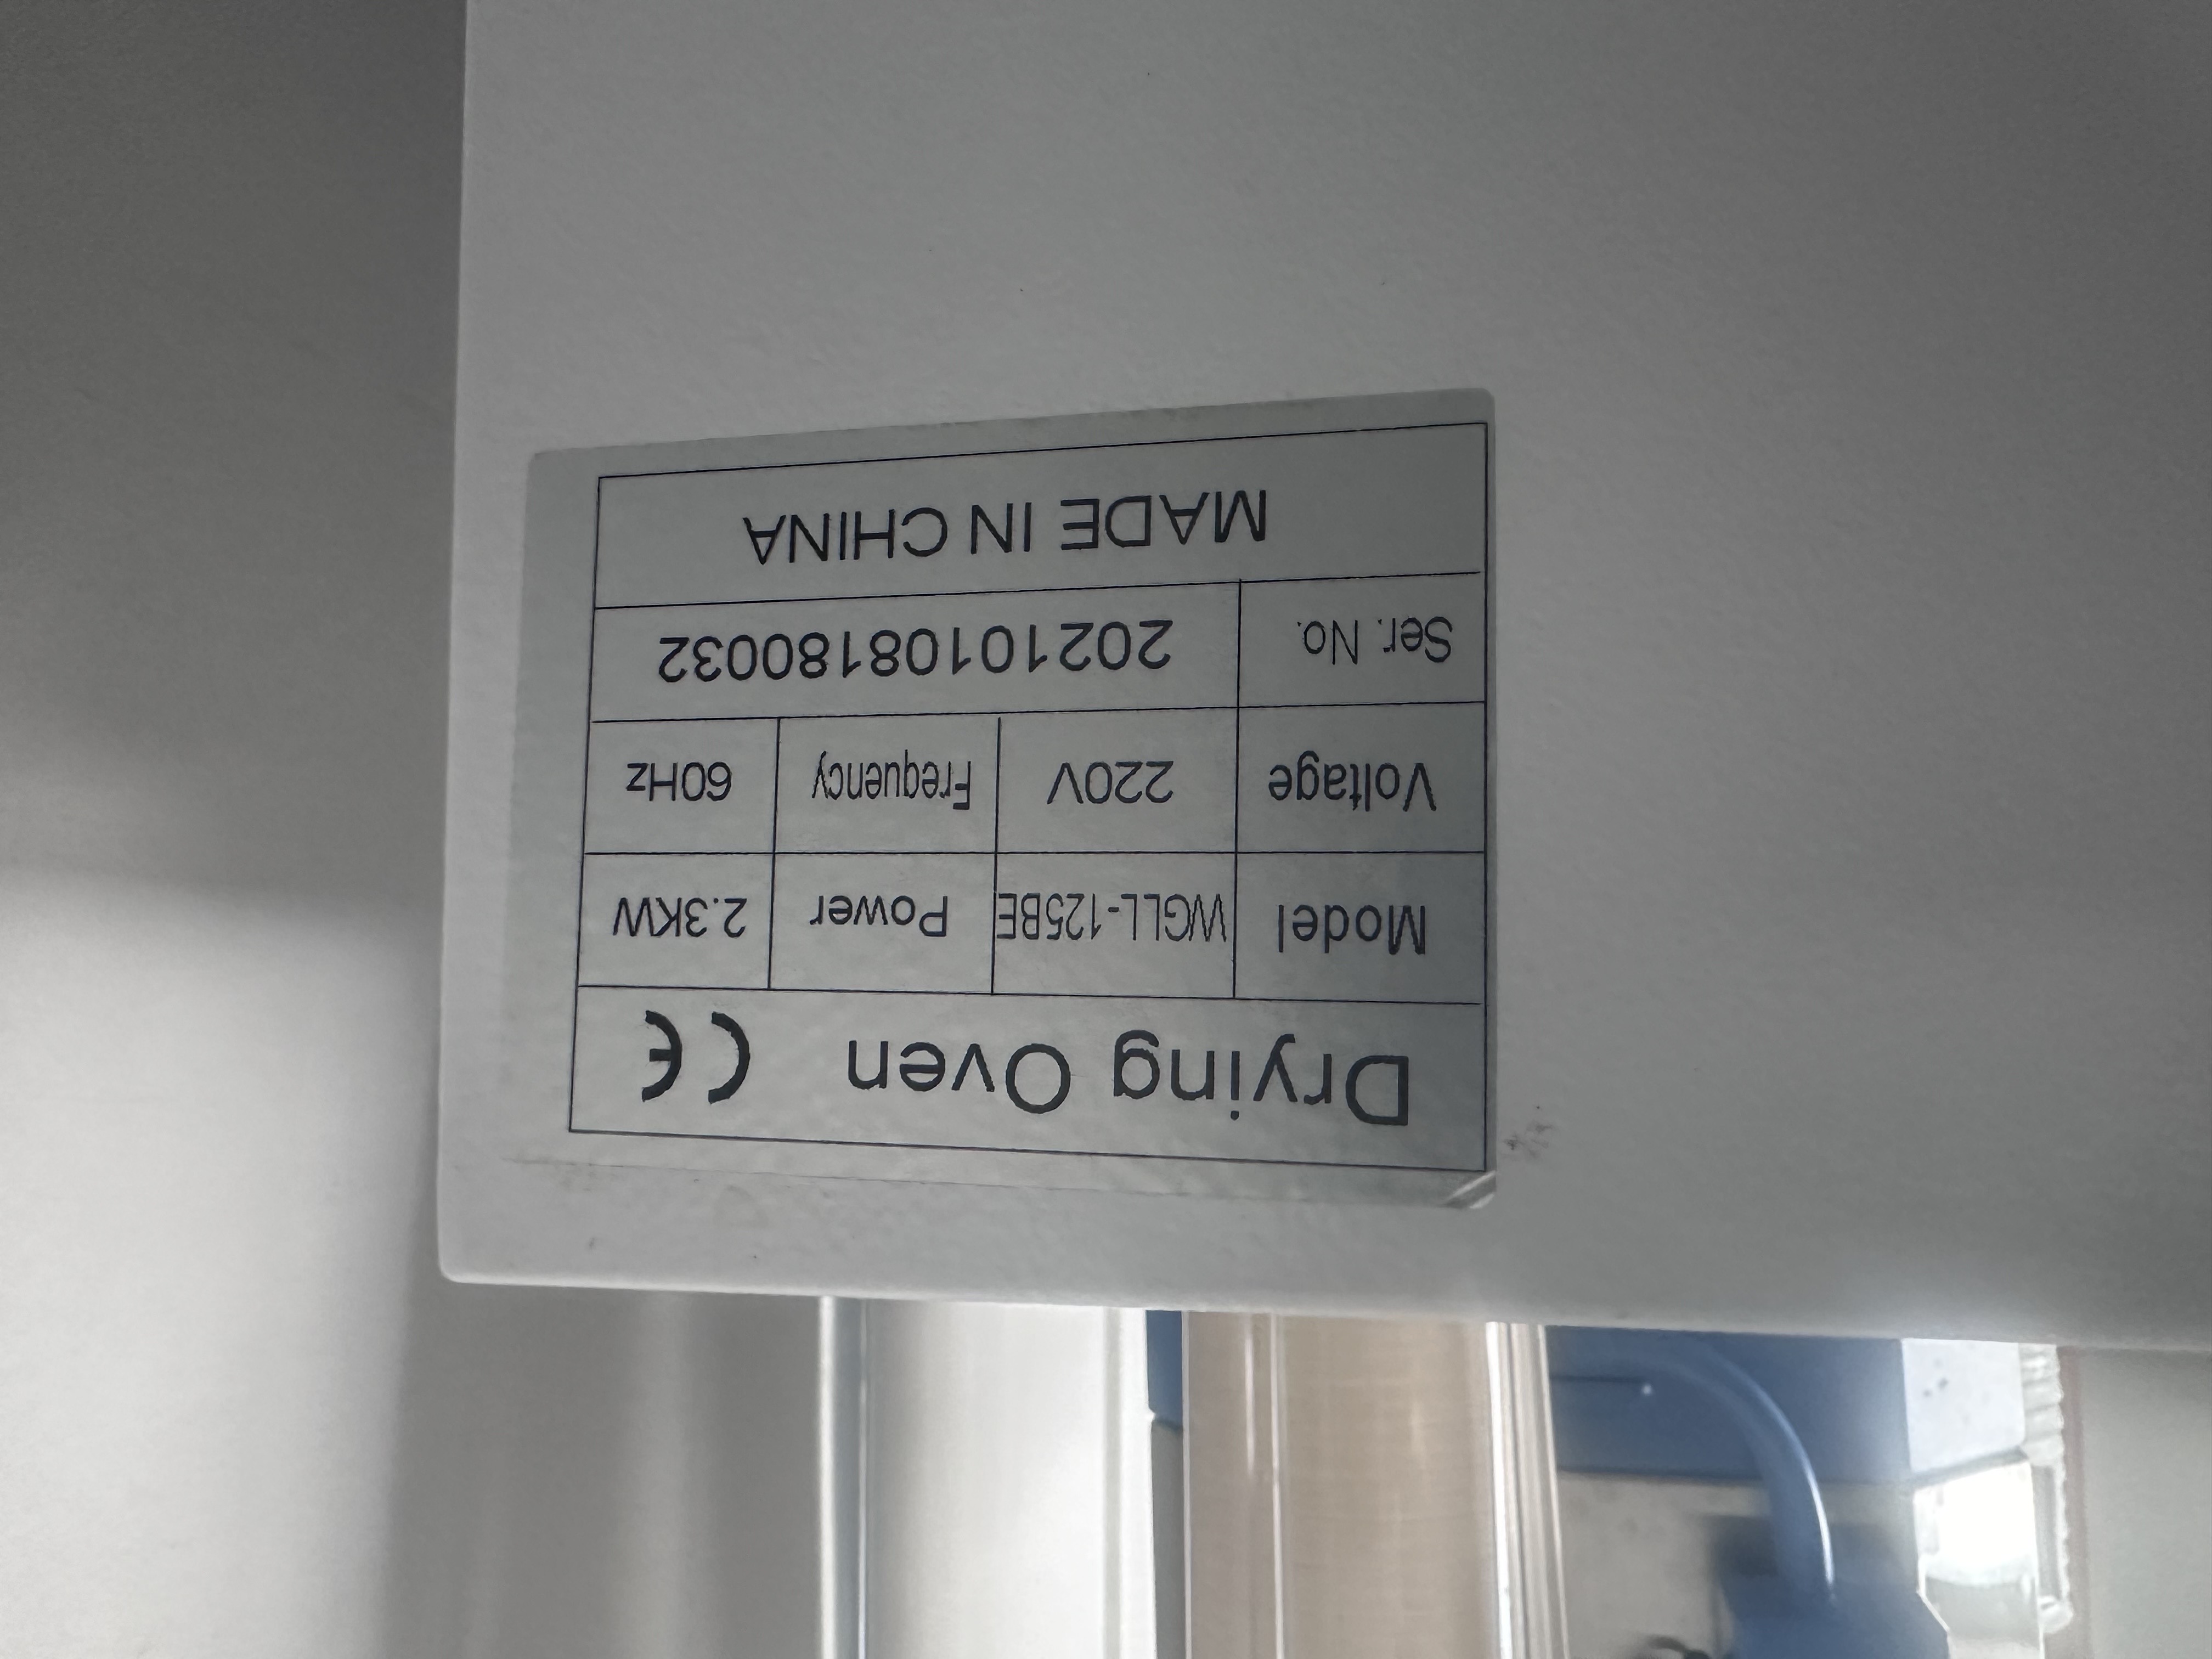 Drying Oven CE
Model WGLL-125BE Power 2.3KW
Voltage 220V Frequency 60Hz
Ser. No. 20210108180032
MADE IN CHINA